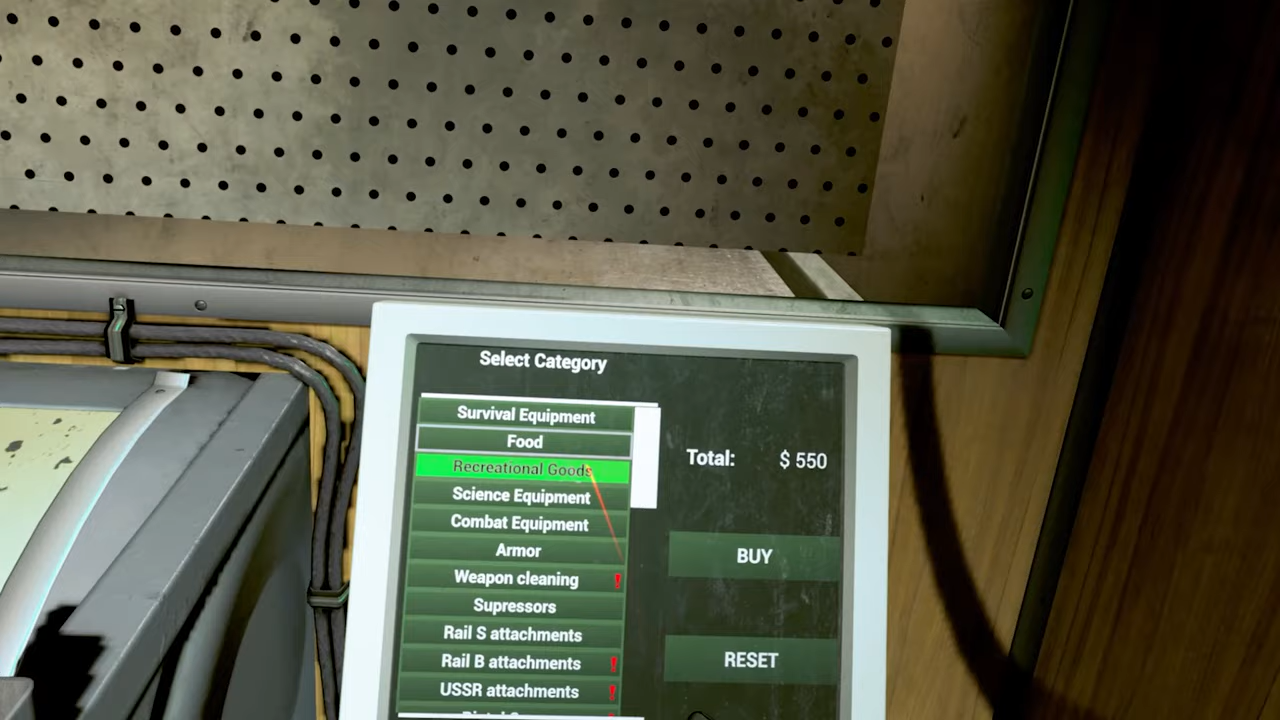 Select Category
Survival Equipment
Food
Recreational Goods
Science Equipment
Combat Equipment
Armor
Weapon cleaning !
Supressors
Rail S attachments
Rail B attachments !
USSR attachments !
Total: $ 550
BUY
RESET